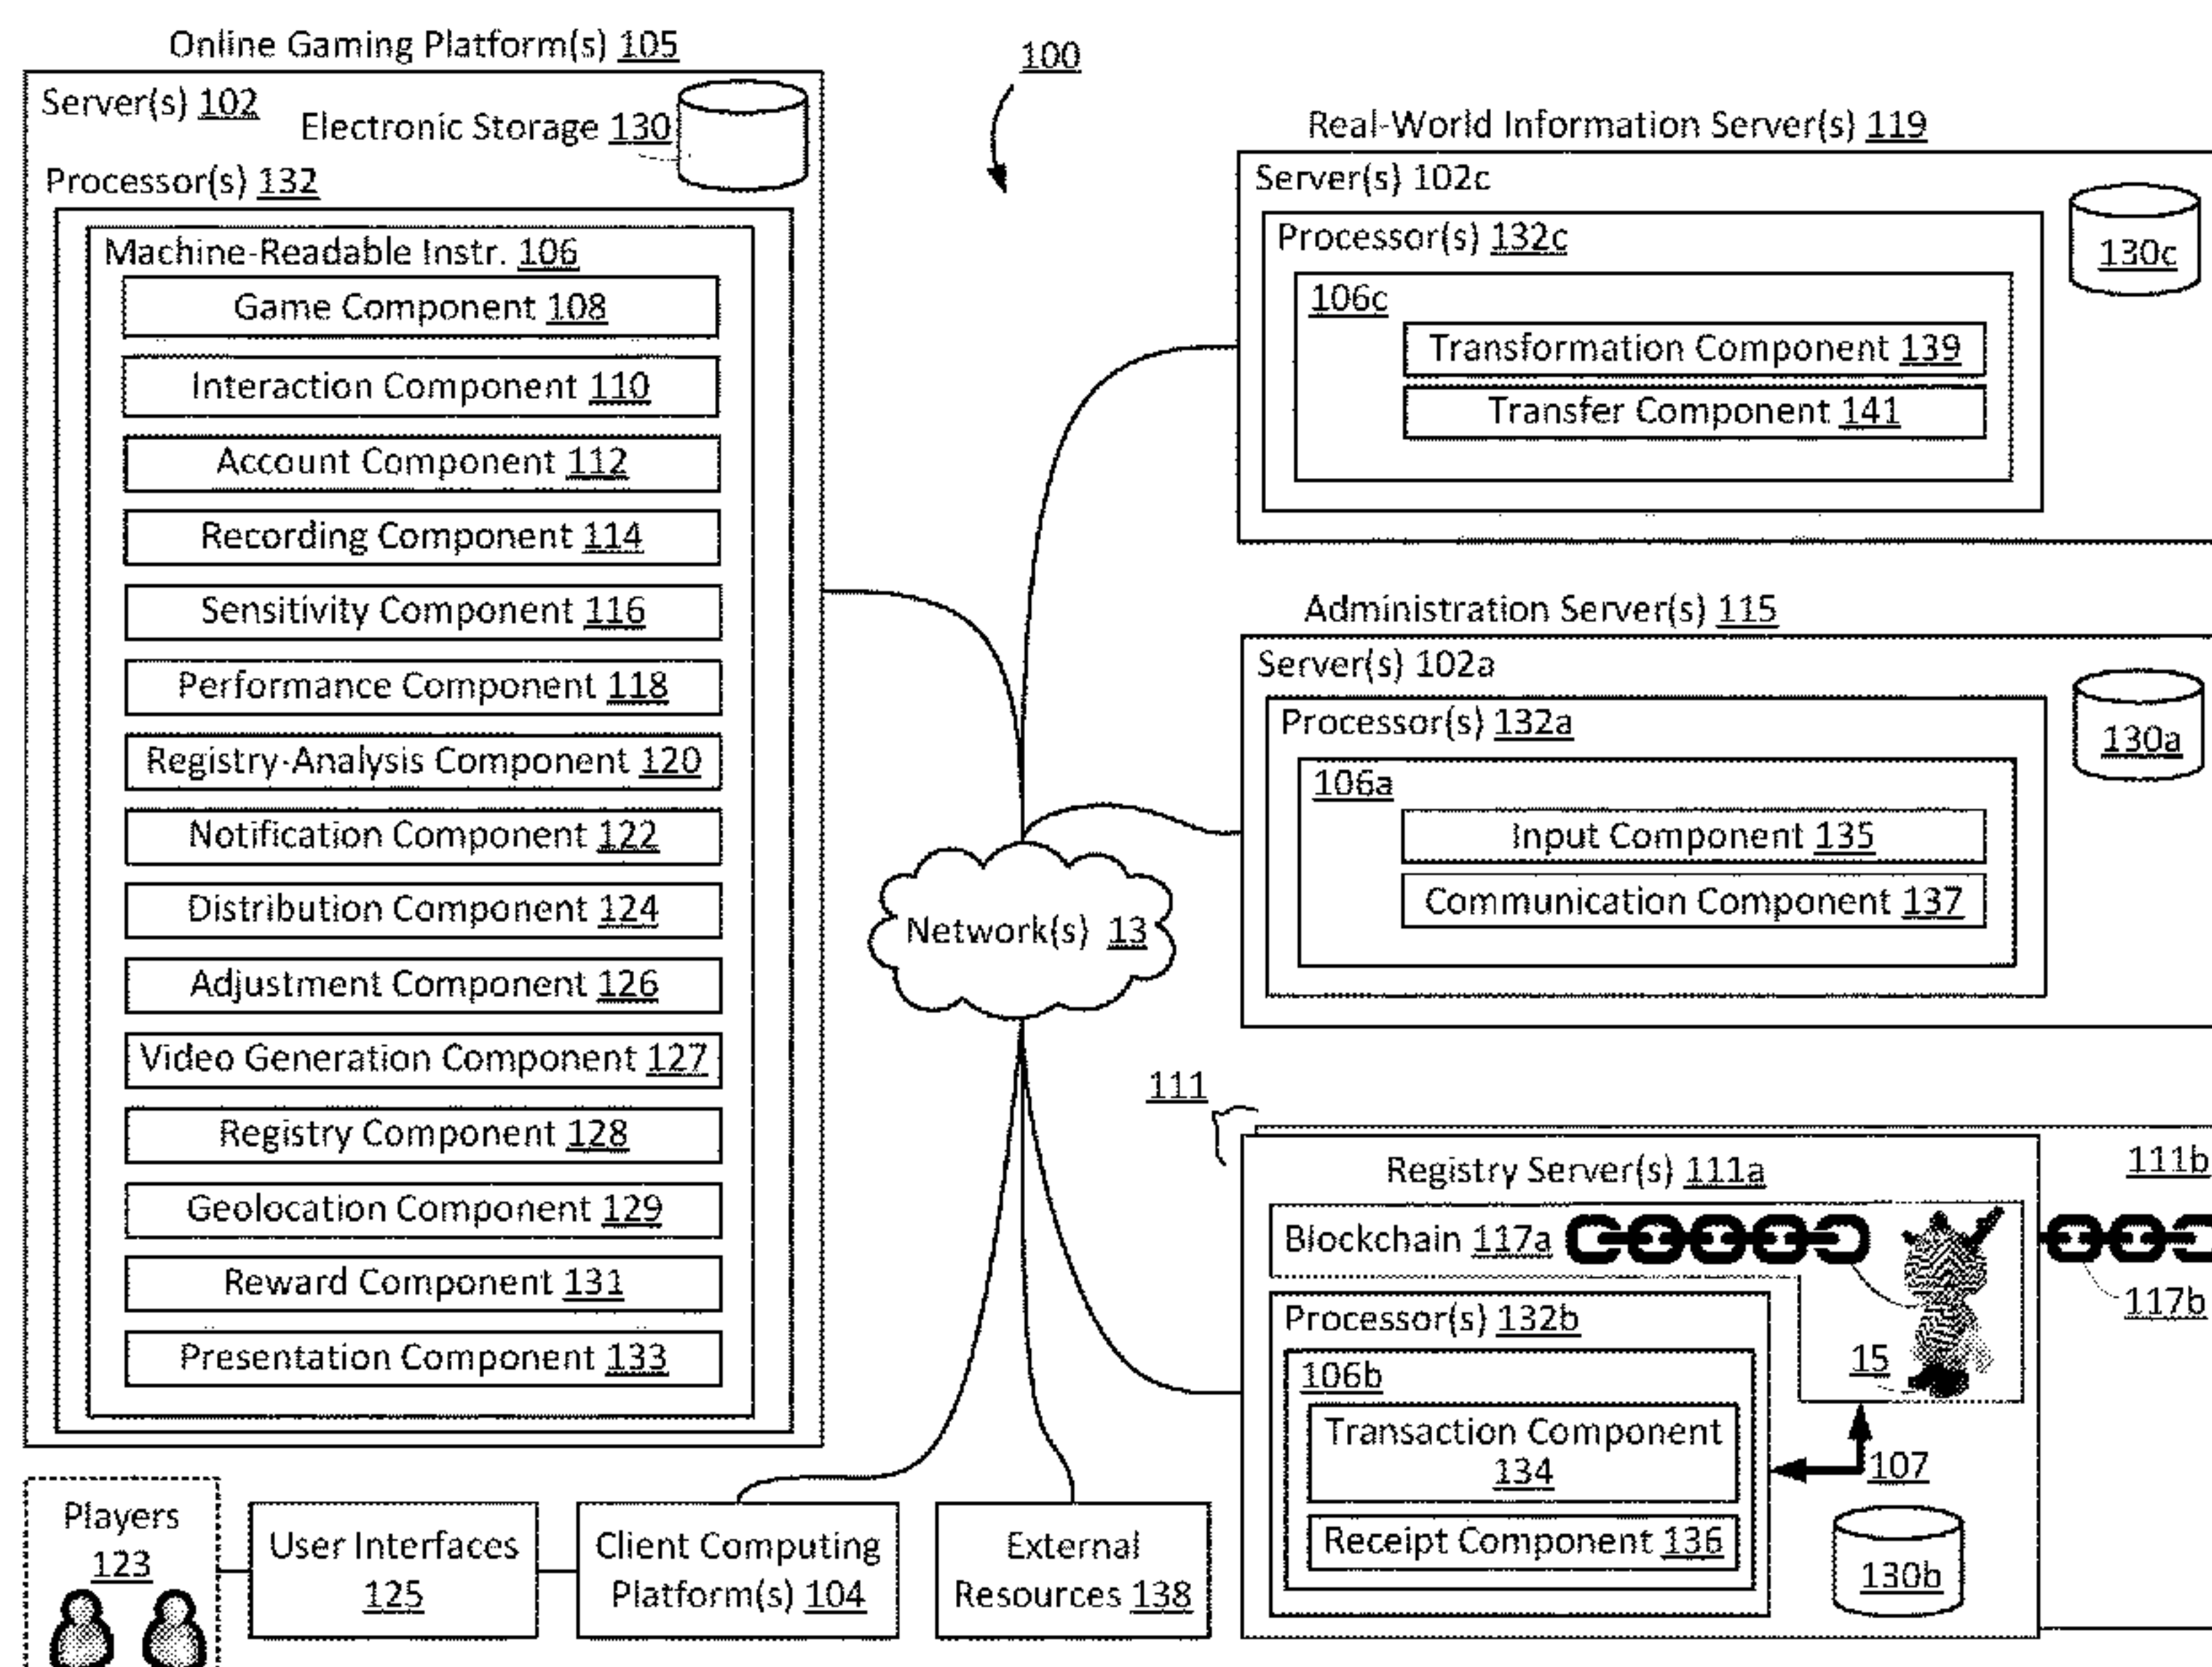 Online Gaming Platform(s) 105
Server(s) 102
Electronic Storage 130
Processor(s) 132
Machine-Readable Instr. 106
Game Component 108
Interaction Component 110
Account Component 112
Recording Component 114
Sensitivity Component 116
Performance Component 118
Registry-Analysis Component 120
Notification Component 122
Distribution Component 124
Adjustment Component 126
Video Generation Component 127
Registry Component 128
Geolocation Component 129
Reward Component 131
Presentation Component 133
Players
123
User Interfaces
125
Client Computing
Platform(s) 104
External
Resources 138
100
Network(s) 13
Real-World Information Server(s) 119
Server(s) 102c
Processor(s) 132c
130c
106c
Transformation Component 139
Transfer Component 141
Administration Server(s) 115
Server(s) 102a
Processor(s) 132a
130a
106a
Input Component 135
Communication Component 137
111
Registry Server(s) 111a
111b
Blockchain 117a
117b
Processor(s) 132b
15
106b
Transaction Component
134
107
Receipt Component 136
130b